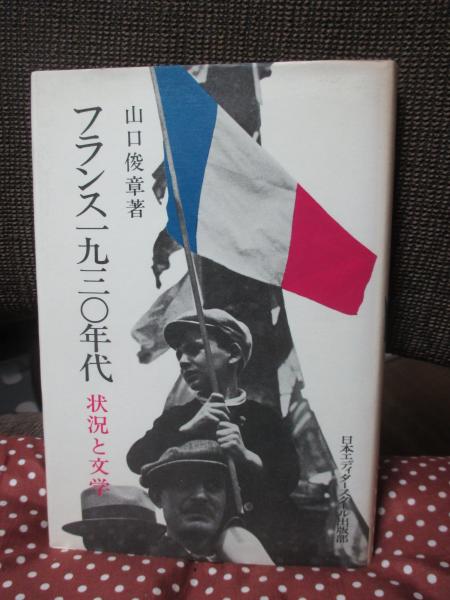 山口俊章著
フランス一九三〇年代
状況と文学
日本エディタースクール出版部